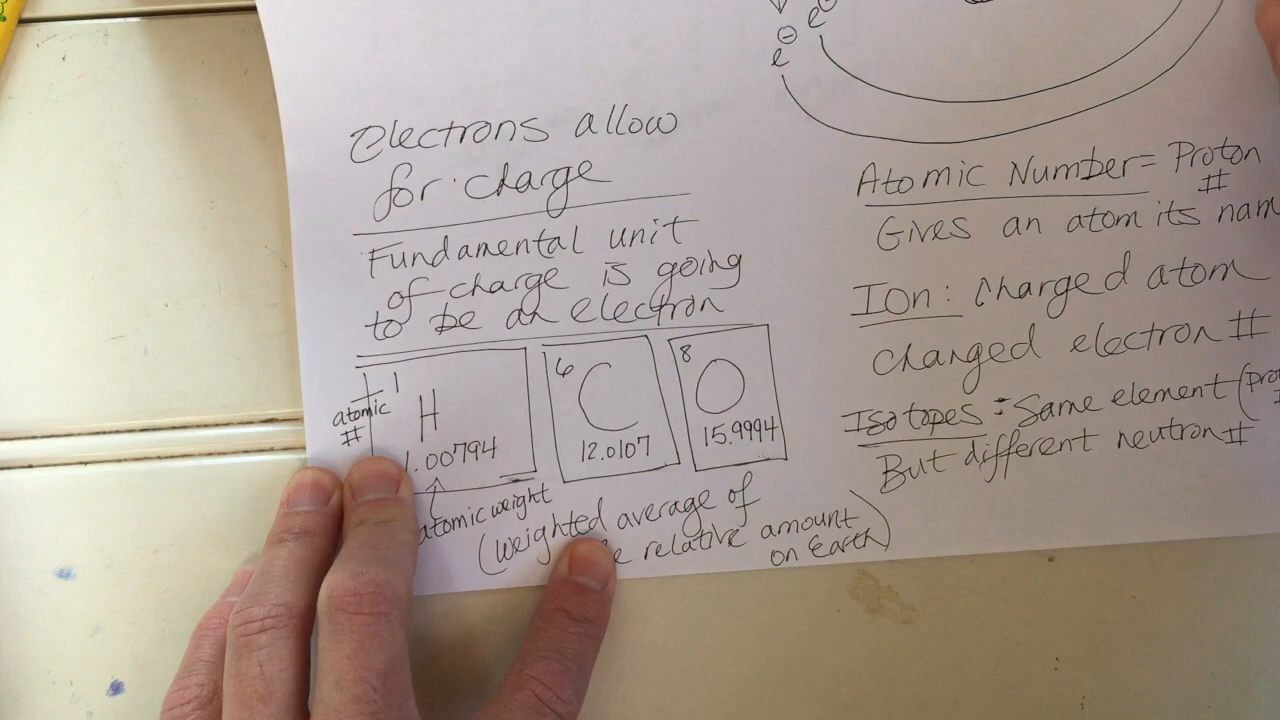 e⊖
e⊖
Electrons allow
for charge
Fundamental unit
of charge is going
to be an electron
atomic
#
1
H
1.00794
6
C
12.0107
8
O
15.9994
atomic weight
(weighted average of
relative amount
on Earth)
Atomic Number = Proton
#
Gives an atom its
Ion: Charged atom
Changed electron #
Isotopes: Same element (
But different neutron #